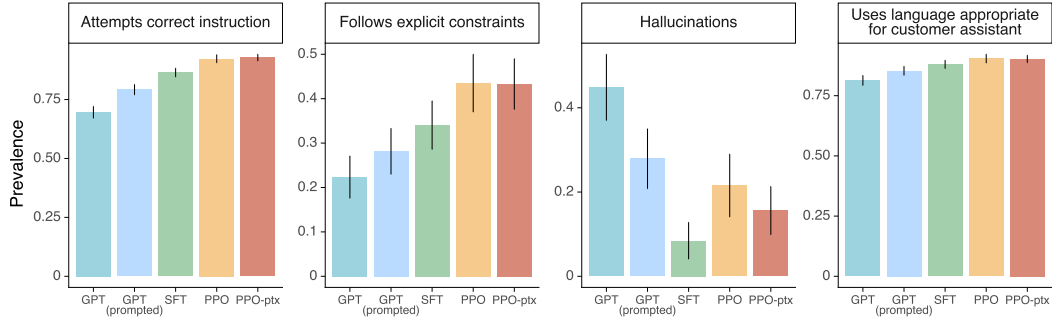 Attempts correct instruction
Follows explicit constraints
Hallucinations
Uses language appropriate
for customer assistant
Prevalence
0.75
0.50
0.25
0
GPT
GPT
(prompted)
SFT
PPO
PPO-ptx
0.5
0.4
0.3
0.2
0.1
0
GPT
GPT
(prompted)
SFT
PPO
PPO-ptx
0.4
0.2
0
GPT
GPT
(prompted)
SFT
PPO
PPO-ptx
0.75
0.50
0.25
0
GPT
GPT
(prompted)
SFT
PPO
PPO-ptx